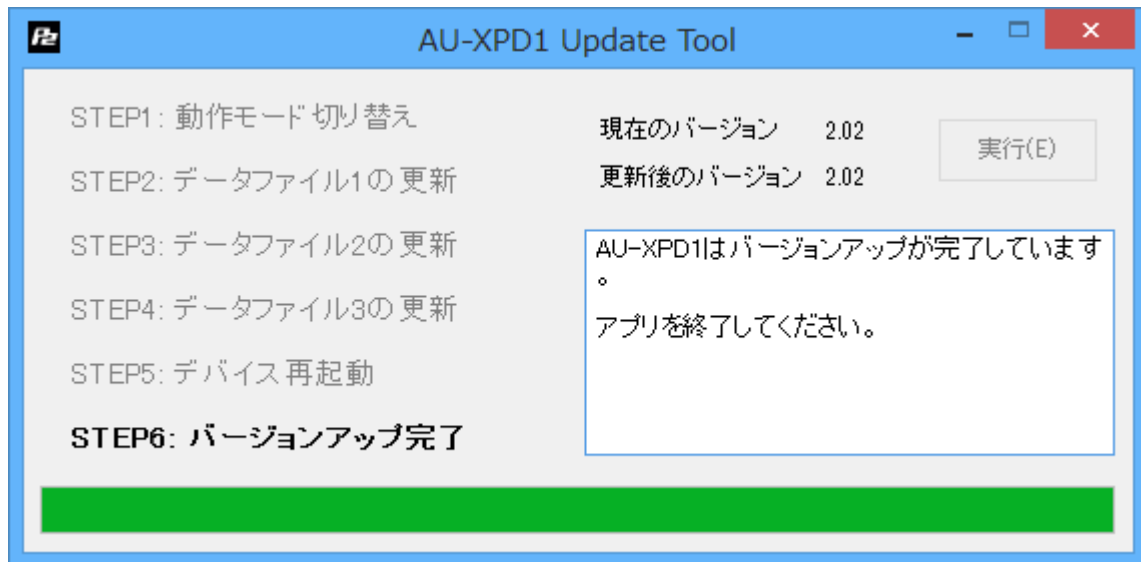 P2
AU-XPD1 Update Tool
STEP1: 動作モード切り替え
STEP2: データファイル1の更新
STEP3: データファイル2の更新
STEP4: データファイル3の更新
STEP5: デバイス再起動
STEP6: バージョンアップ完了
現在のバージョン 2.02
更新後のバージョン 2.02
実行(E)
AU-XPD1はバージョンアップが完了しています
。
アプリを終了してください。